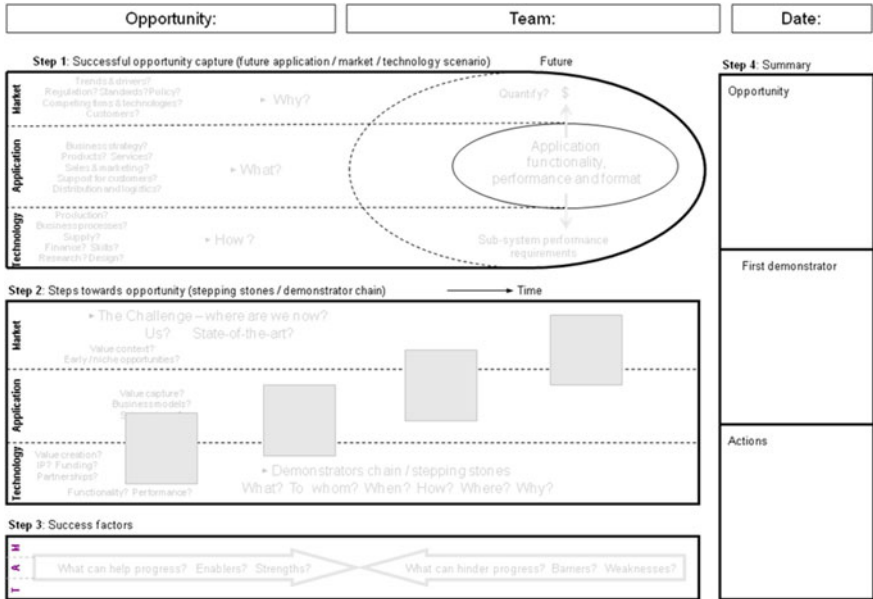 Opportunity:
Team:
Date:
Step 1: Successful opportunity capture (future application / market / technology scenario)
Future
Step 4: Summary
Market
Trends & drivers?
Regulation? Standards? Policy?
Competing firms & technologies?
Customers?
Why?
Quantify? $
Opportunity
Application
Business strategy?
Products? Services?
Sales & marketing?
Support for customers?
Distribution and logistics?
What?
Application
functionality,
performance and format
Technology
Production?
Business processes?
Supply?
Finance? Skills?
Research? Design?
How?
Sub-system performance
requirements
First demonstrator
Step 2: Steps towards opportunity (stepping stones / demonstrator chain)
Time
Market
The Challenge – where are we now?
Us? State-of-the-art?
Value context?
Early / niche opportunities?
Application
Value capture?
Business models?
Technology
Value creation?
IP? Funding?
Partnerships?
Functionality? Performance?
Demonstrators chain / stepping stones
What? To whom? When? How? Where? Why?
Actions
Step 3: Success factors
M
A
T
What can help progress? Enablers? Strengths?
What can hinder progress? Barriers? Weaknesses?